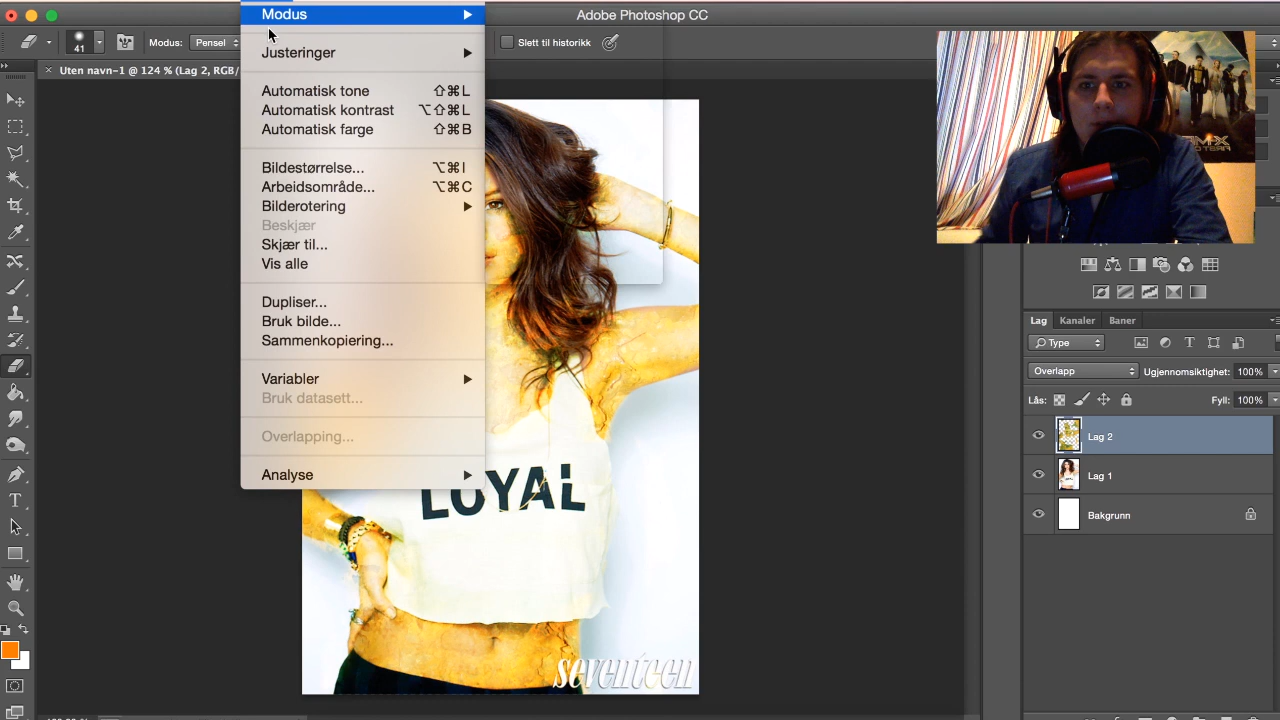 Modus
Adobe Photoshop CC
41
Modus:
Pensel
Slett til historikk
Justeringer
Uten navn-1 @ 124 % (Lag 2, RGB/
Automatisk tone ⇧⌘L
Automatisk kontrast ⌥⇧⌘L
Automatisk farge ⇧⌘B
Bildestørrelse... ⌥⌘I
Arbeidsområde... ⌥⌘C
Bilderotering
Beskjær
Skjær til...
Vis alle
Dupliser...
Bruk bilde...
Sammenkopiering...
Variabler
Bruk datasett...
Overlapping...
Analyse
LOYAL
seventeen
Lag Kanaler Baner
Type
Overlapp Ugjennomsiktighet: 100%
Lås: Fyll: 100%
Lag 2
Lag 1
Bakgrunn